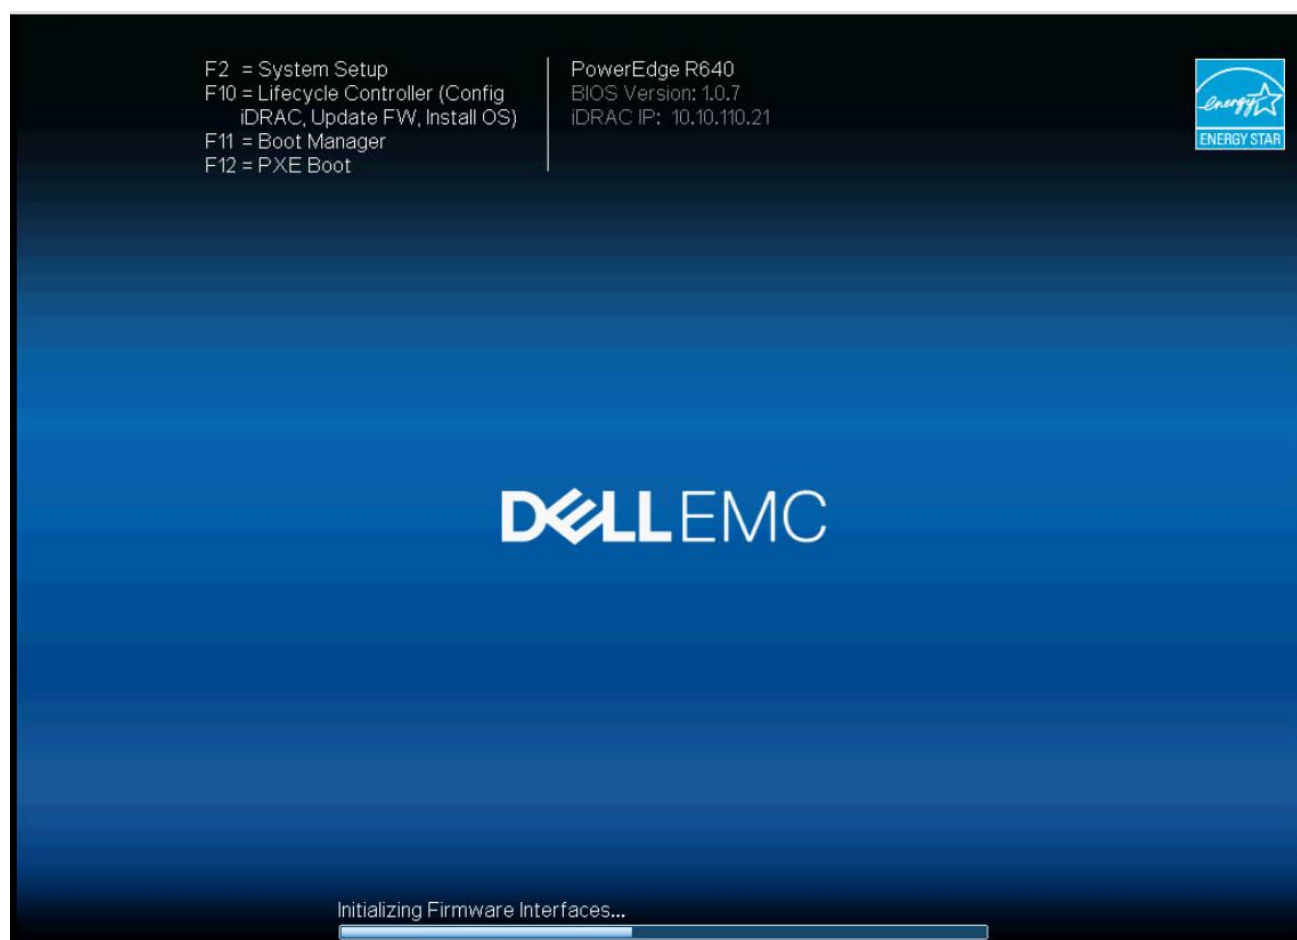 F2 = System Setup
F10 = Lifecycle Controller (Config
iDRAC, Update FW, Install OS)
F11 = Boot Manager
F12 = PXE Boot
PowerEdge R640
BIOS Version: 1.0.7
iDRAC IP: 10.10.110.21
energy
ENERGY STAR
DELLEMC
Initializing Firmware Interfaces...